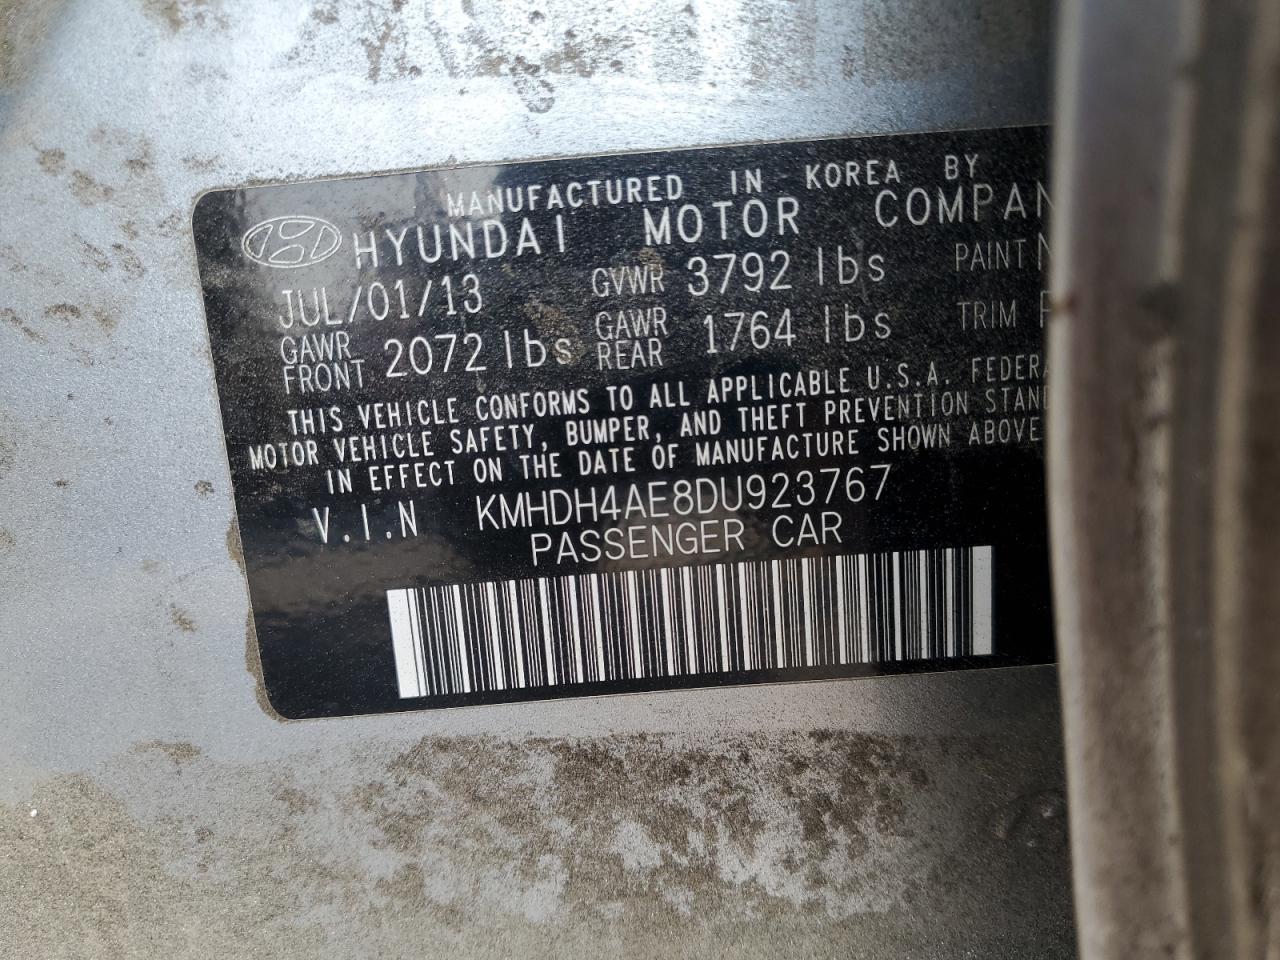 MANUFACTURED IN KOREA BY
HYUNDAI MOTOR COMPAN
JUL/01/13 GVWR 3792 lbs PAINT N
GAWR FRONT 2072 lbs GAWR REAR 1764 lbs TRIM
THIS VEHICLE CONFORMS TO ALL APPLICABLE U.S.A. FEDERA
MOTOR VEHICLE SAFETY, BUMPER, AND THEFT PREVENTION STAN
IN EFFECT ON THE DATE OF MANUFACTURE SHOWN ABOVE
V.I.N KMHDH4AE8DU923767
PASSENGER CAR